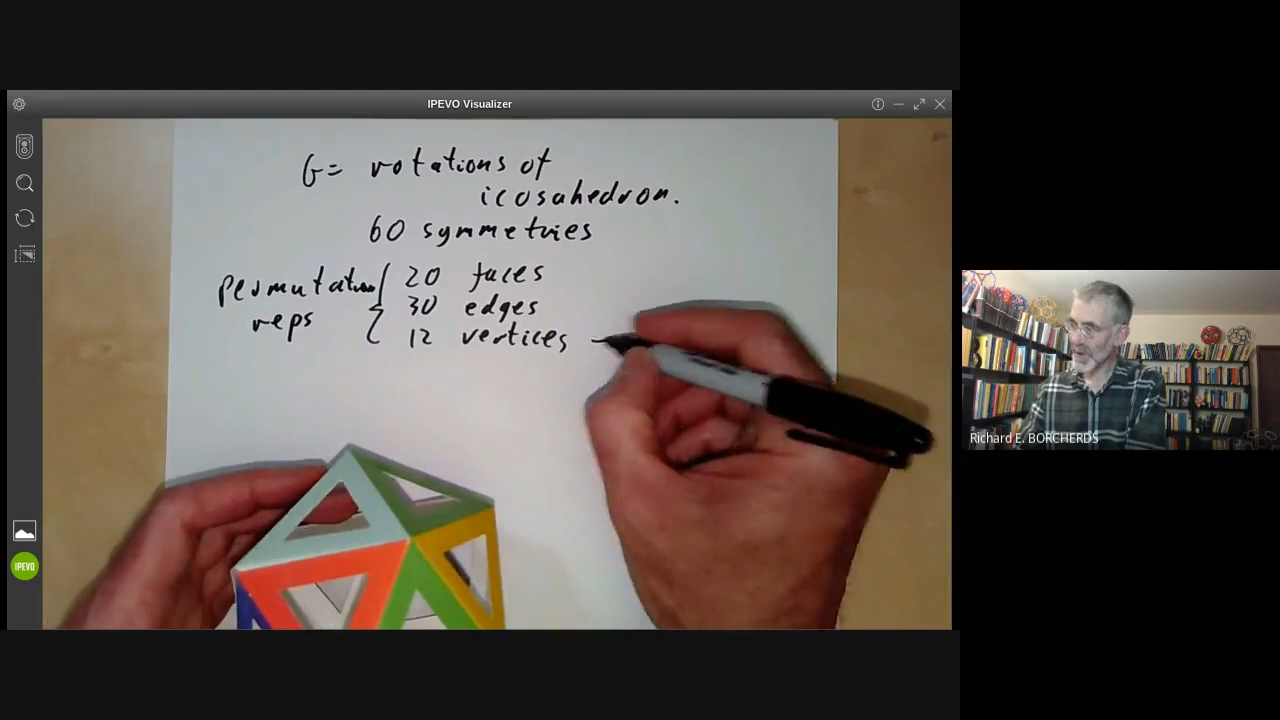 IPEVO Visualizer
G = rotations of
icosahedron.
60 symmetries
permutation { 20 faces
reps 30 edges
12 vertices
IPEVO
Richard E. BORCHERDS